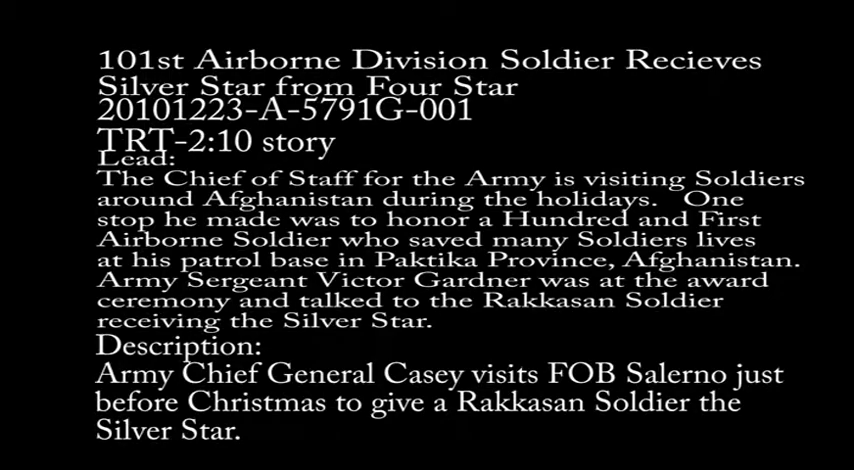 101st Airborne Division Soldier Recieves
Silver Star from Four Star
20101223-A-5791G-001
TRT-2:10 story
Lead:
The Chief of Staff for the Army is visiting Soldiers
around Afghanistan during the holidays.   One
stop he made was to honor a Hundred and First
Airborne Soldier who saved many Soldiers lives
at his patrol base in Paktika Province, Afghanistan.
Army Sergeant Victor Gardner was at the award
ceremony and talked to the Rakkasan Soldier
receiving the Silver Star.
Description:
Army Chief General Casey visits FOB Salerno just
before Christmas to give a Rakkasan Soldier the
Silver Star.